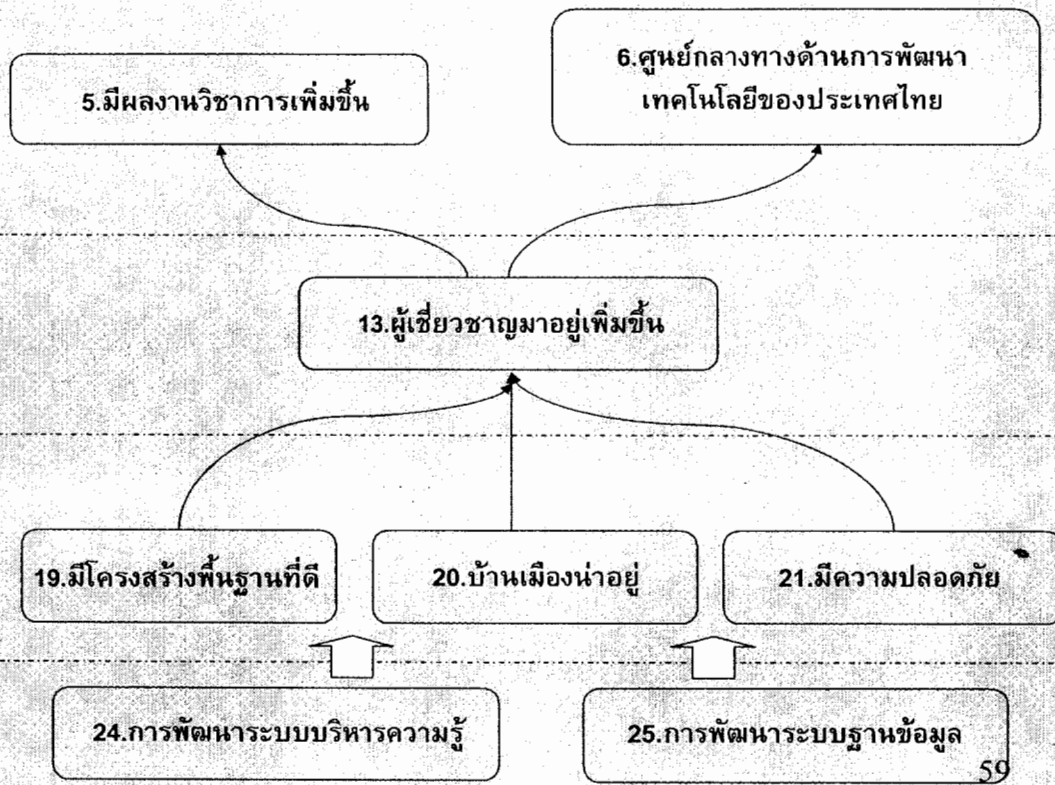 5.มีผลงานวิชาการเพิ่มขึ้น
6.ศูนย์กลางทางด้านการพัฒนา
เทคโนโลยีของประเทศไทย
13.ผู้เชี่ยวชาญมาอยู่เพิ่มขึ้น
19.มีโครงสร้างพื้นฐานที่ดี
20.บ้านเมืองน่าอยู่
21.มีความปลอดภัย
24.การพัฒนาระบบบริหารความรู้
25.การพัฒนาระบบฐานข้อมูล
59